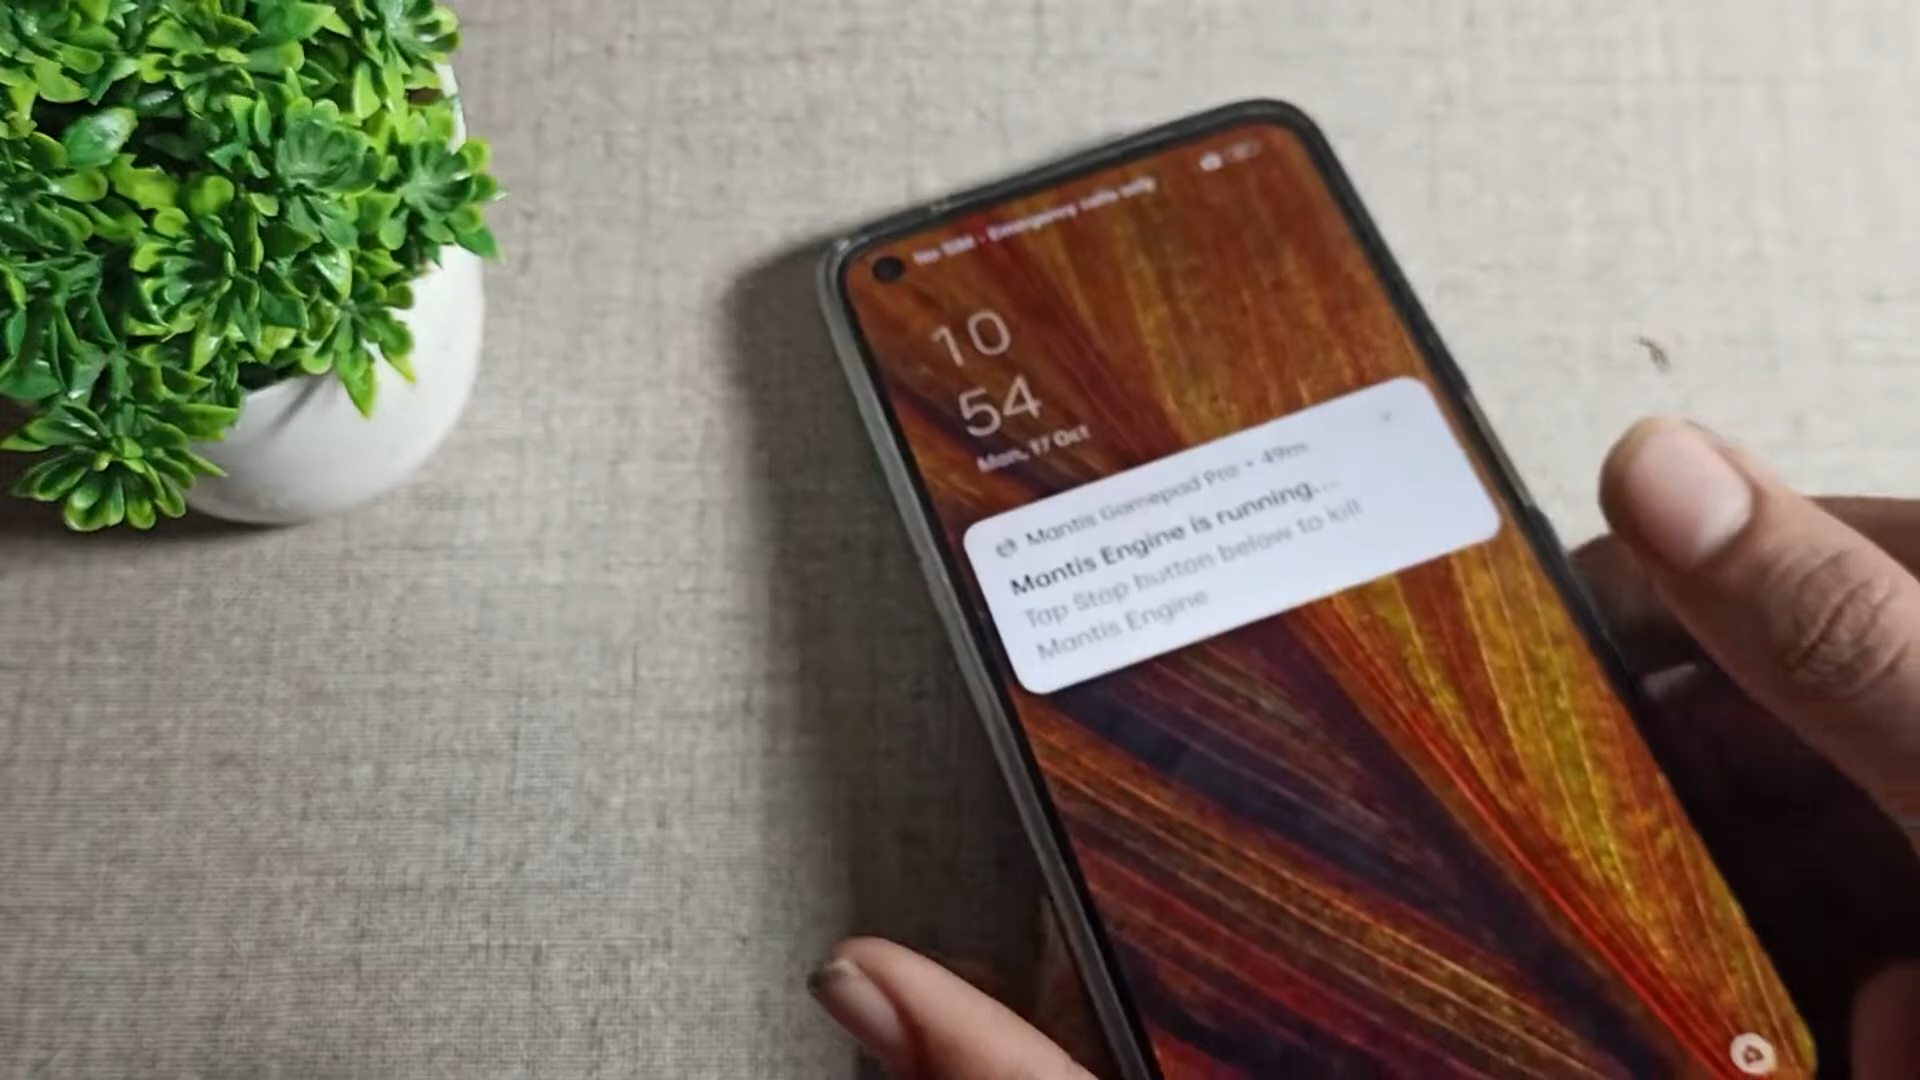 No SIM - Emergency calls only
10
54
Mon, 17 Oct
Mantis Gamepad Pro • 49m
Mantis Engine is running...
Tap Stop button below to kill
Mantis Engine